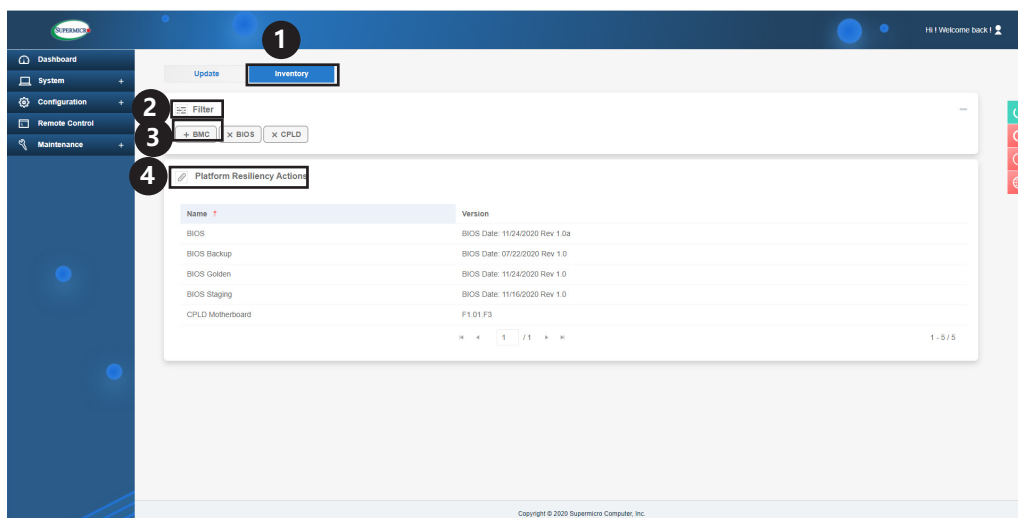 SUPERMICR
Hi ! Welcome back !
1
Dashboard
System +
Configuration +
Remote Control
Maintenance +
Update Inventory
2 Filter
3 + BMC × BIOS × CPLD
4 Platform Resiliency Actions
Name ↑ Version
BIOS BIOS Date: 11/24/2020 Rev 1.0a
BIOS Backup BIOS Date: 07/22/2020 Rev 1.0
BIOS Golden BIOS Date: 11/24/2020 Rev 1.0
BIOS Staging BIOS Date: 11/16/2020 Rev 1.0
CPLD Motherboard F1.01.F3
1 / 1 1 - 5 / 5
Copyright © 2020 Supermicro Computer, Inc.